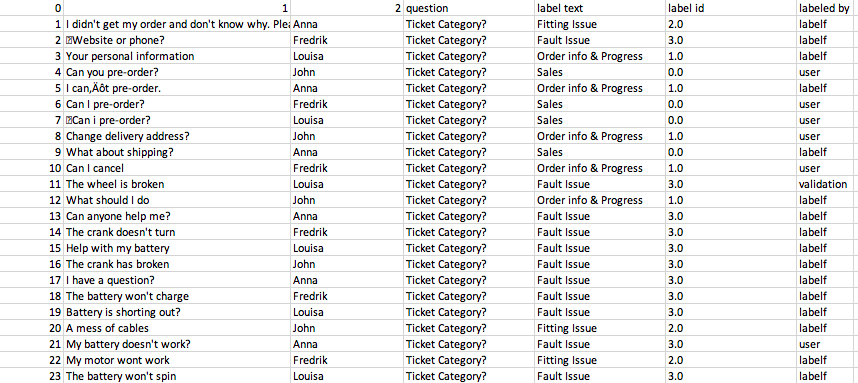 0 1 2 question label text label id labeled by
1 I didn't get my order and don't know why. Plea Anna Ticket Category? Fitting Issue 2.0 labelf
2 Website or phone? Fredrik Ticket Category? Fault Issue 3.0 labelf
3 Your personal information Louisa Ticket Category? Order info & Progress 1.0 labelf
4 Can you pre-order? John Ticket Category? Sales 0.0 user
5 I can‚Äôt pre-order. Anna Ticket Category? Order info & Progress 1.0 labelf
6 Can I pre-order? Fredrik Ticket Category? Sales 0.0 user
7 Can i pre-order? Louisa Ticket Category? Sales 0.0 user
8 Change delivery address? John Ticket Category? Order info & Progress 1.0 user
9 What about shipping? Anna Ticket Category? Sales 0.0 labelf
10 Can I cancel Fredrik Ticket Category? Order info & Progress 1.0 user
11 The wheel is broken Louisa Ticket Category? Fault Issue 3.0 validation
12 What should I do John Ticket Category? Order info & Progress 1.0 labelf
13 Can anyone help me? Anna Ticket Category? Fault Issue 3.0 labelf
14 The crank doesn't turn Fredrik Ticket Category? Fault Issue 3.0 labelf
15 Help with my battery Louisa Ticket Category? Fault Issue 3.0 labelf
16 The crank has broken John Ticket Category? Fault Issue 3.0 labelf
17 I have a question? Anna Ticket Category? Fault Issue 3.0 labelf
18 The battery won't charge Fredrik Ticket Category? Fault Issue 3.0 labelf
19 Battery is shorting out? Louisa Ticket Category? Fault Issue 3.0 labelf
20 A mess of cables John Ticket Category? Fitting Issue 2.0 labelf
21 My battery doesn't work? Anna Ticket Category? Fault Issue 3.0 user
22 My motor wont work Fredrik Ticket Category? Fitting Issue 2.0 labelf
23 The battery won't spin Louisa Ticket Category? Fault Issue 3.0 labelf